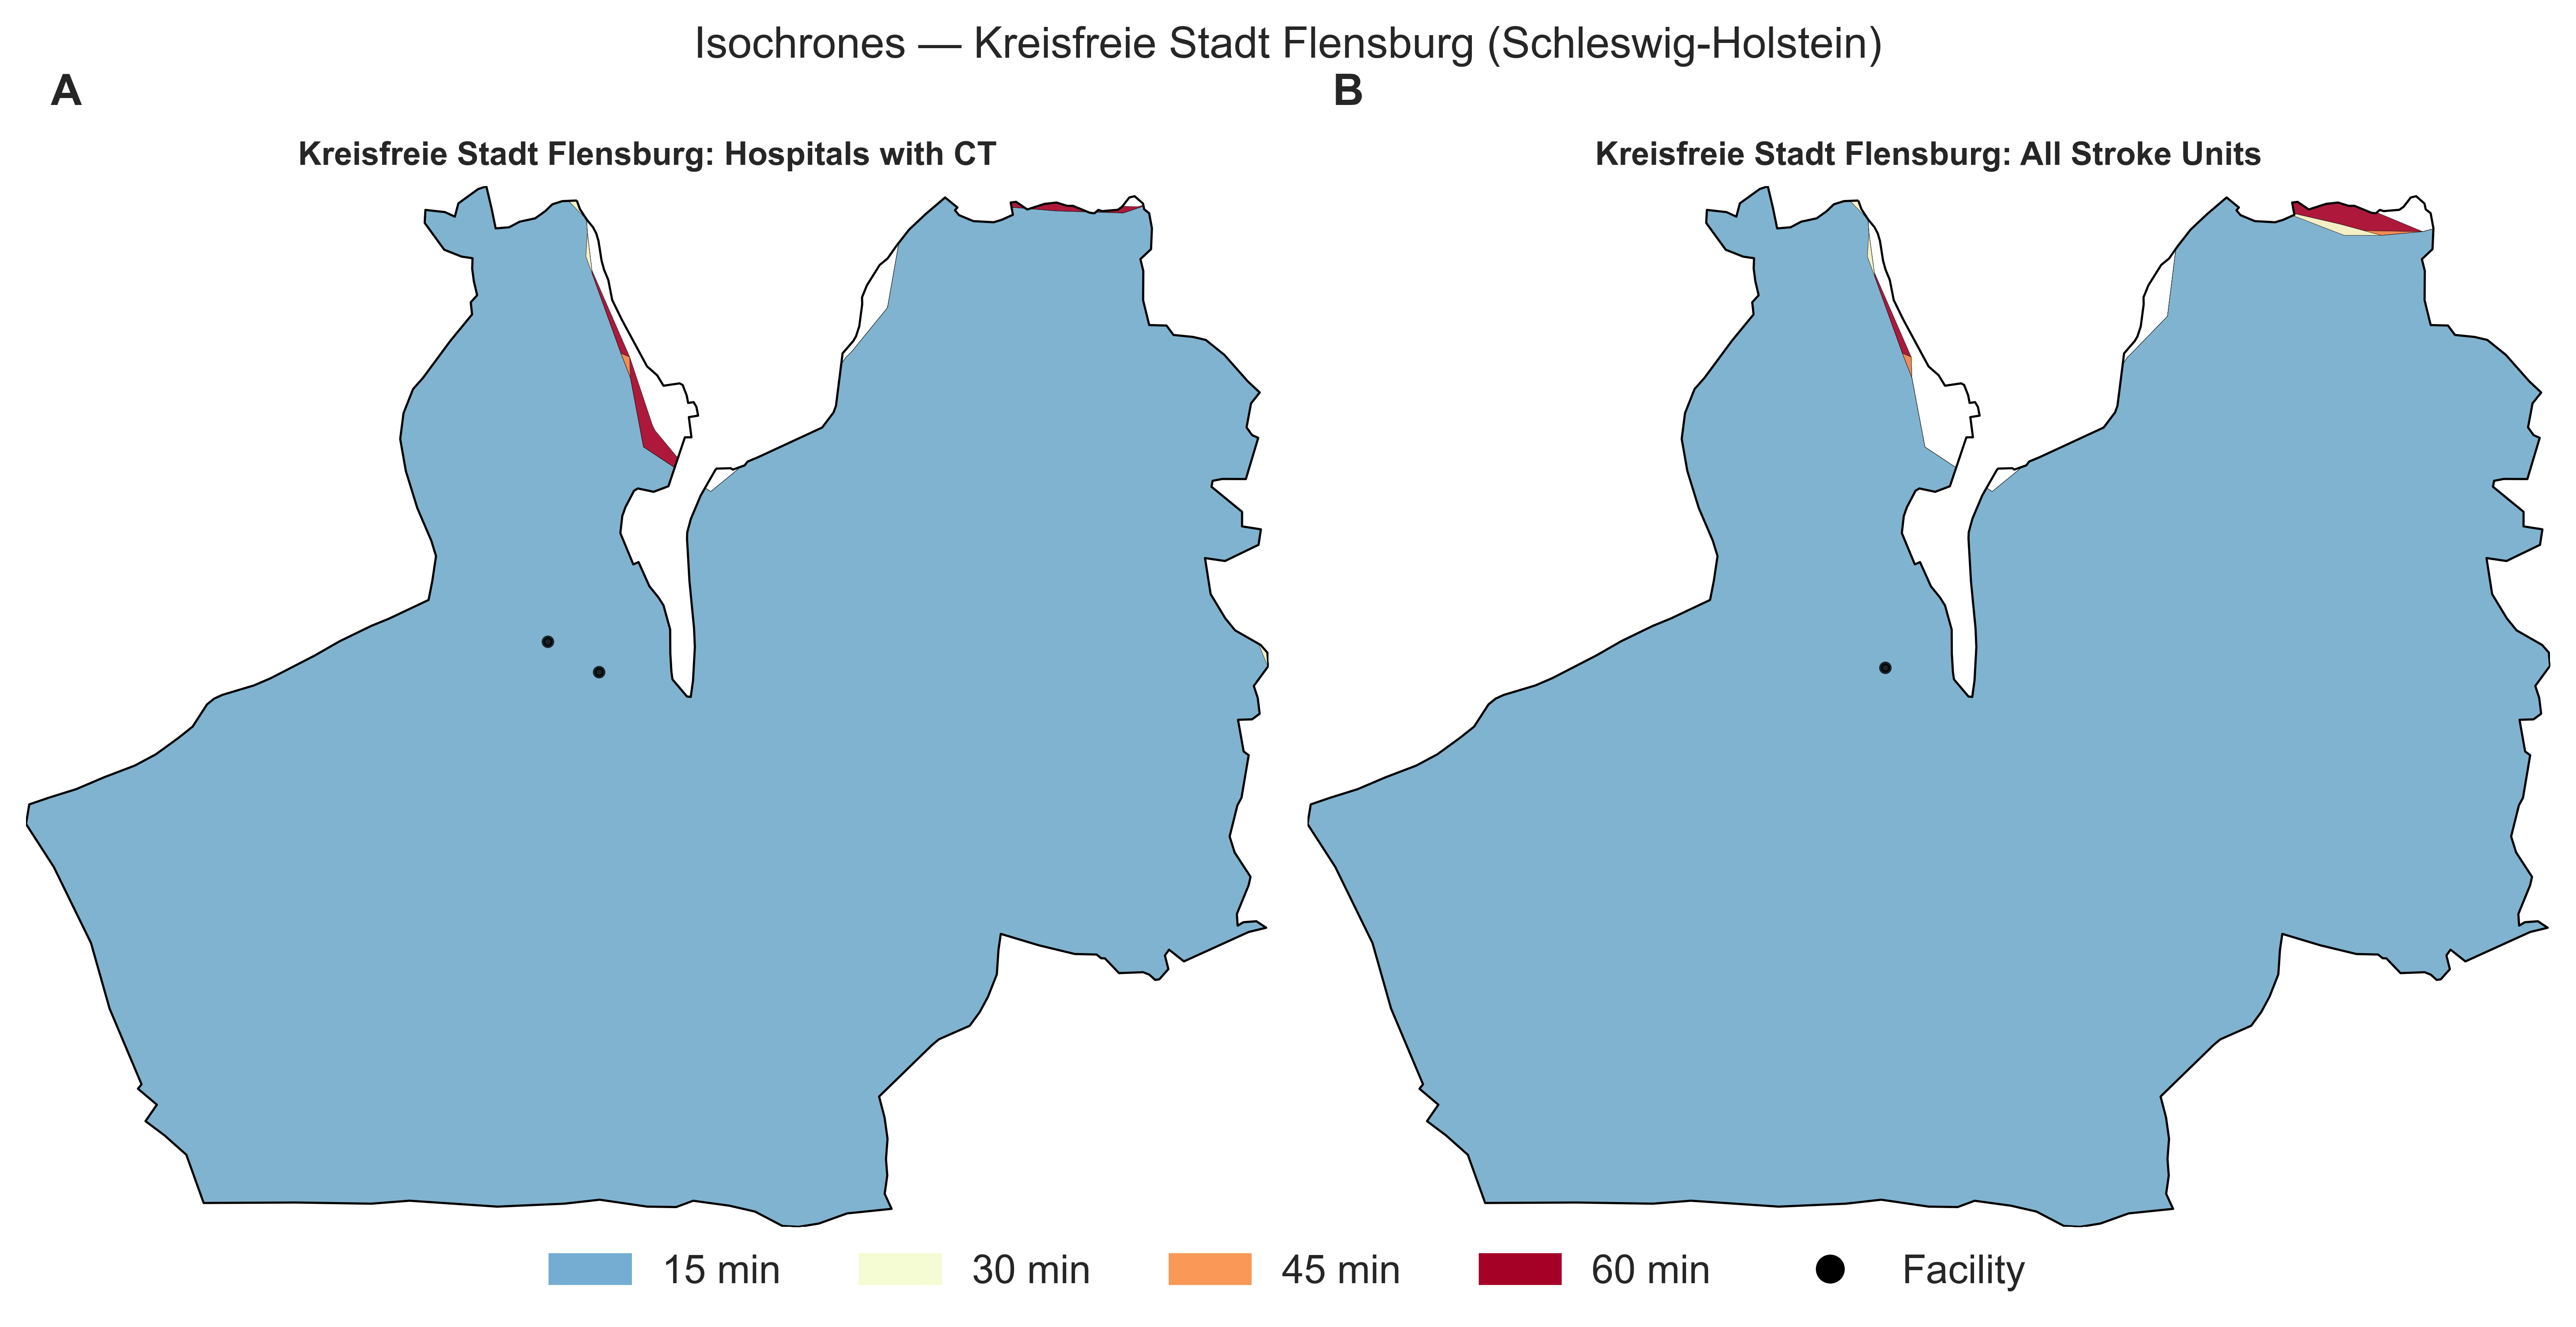 Isochrones — Kreisfreie Stadt Flensburg (Schleswig-Holstein)
A
B
Kreisfreie Stadt Flensburg: Hospitals with CT
Kreisfreie Stadt Flensburg: All Stroke Units
15 min
30 min
45 min
60 min
Facility